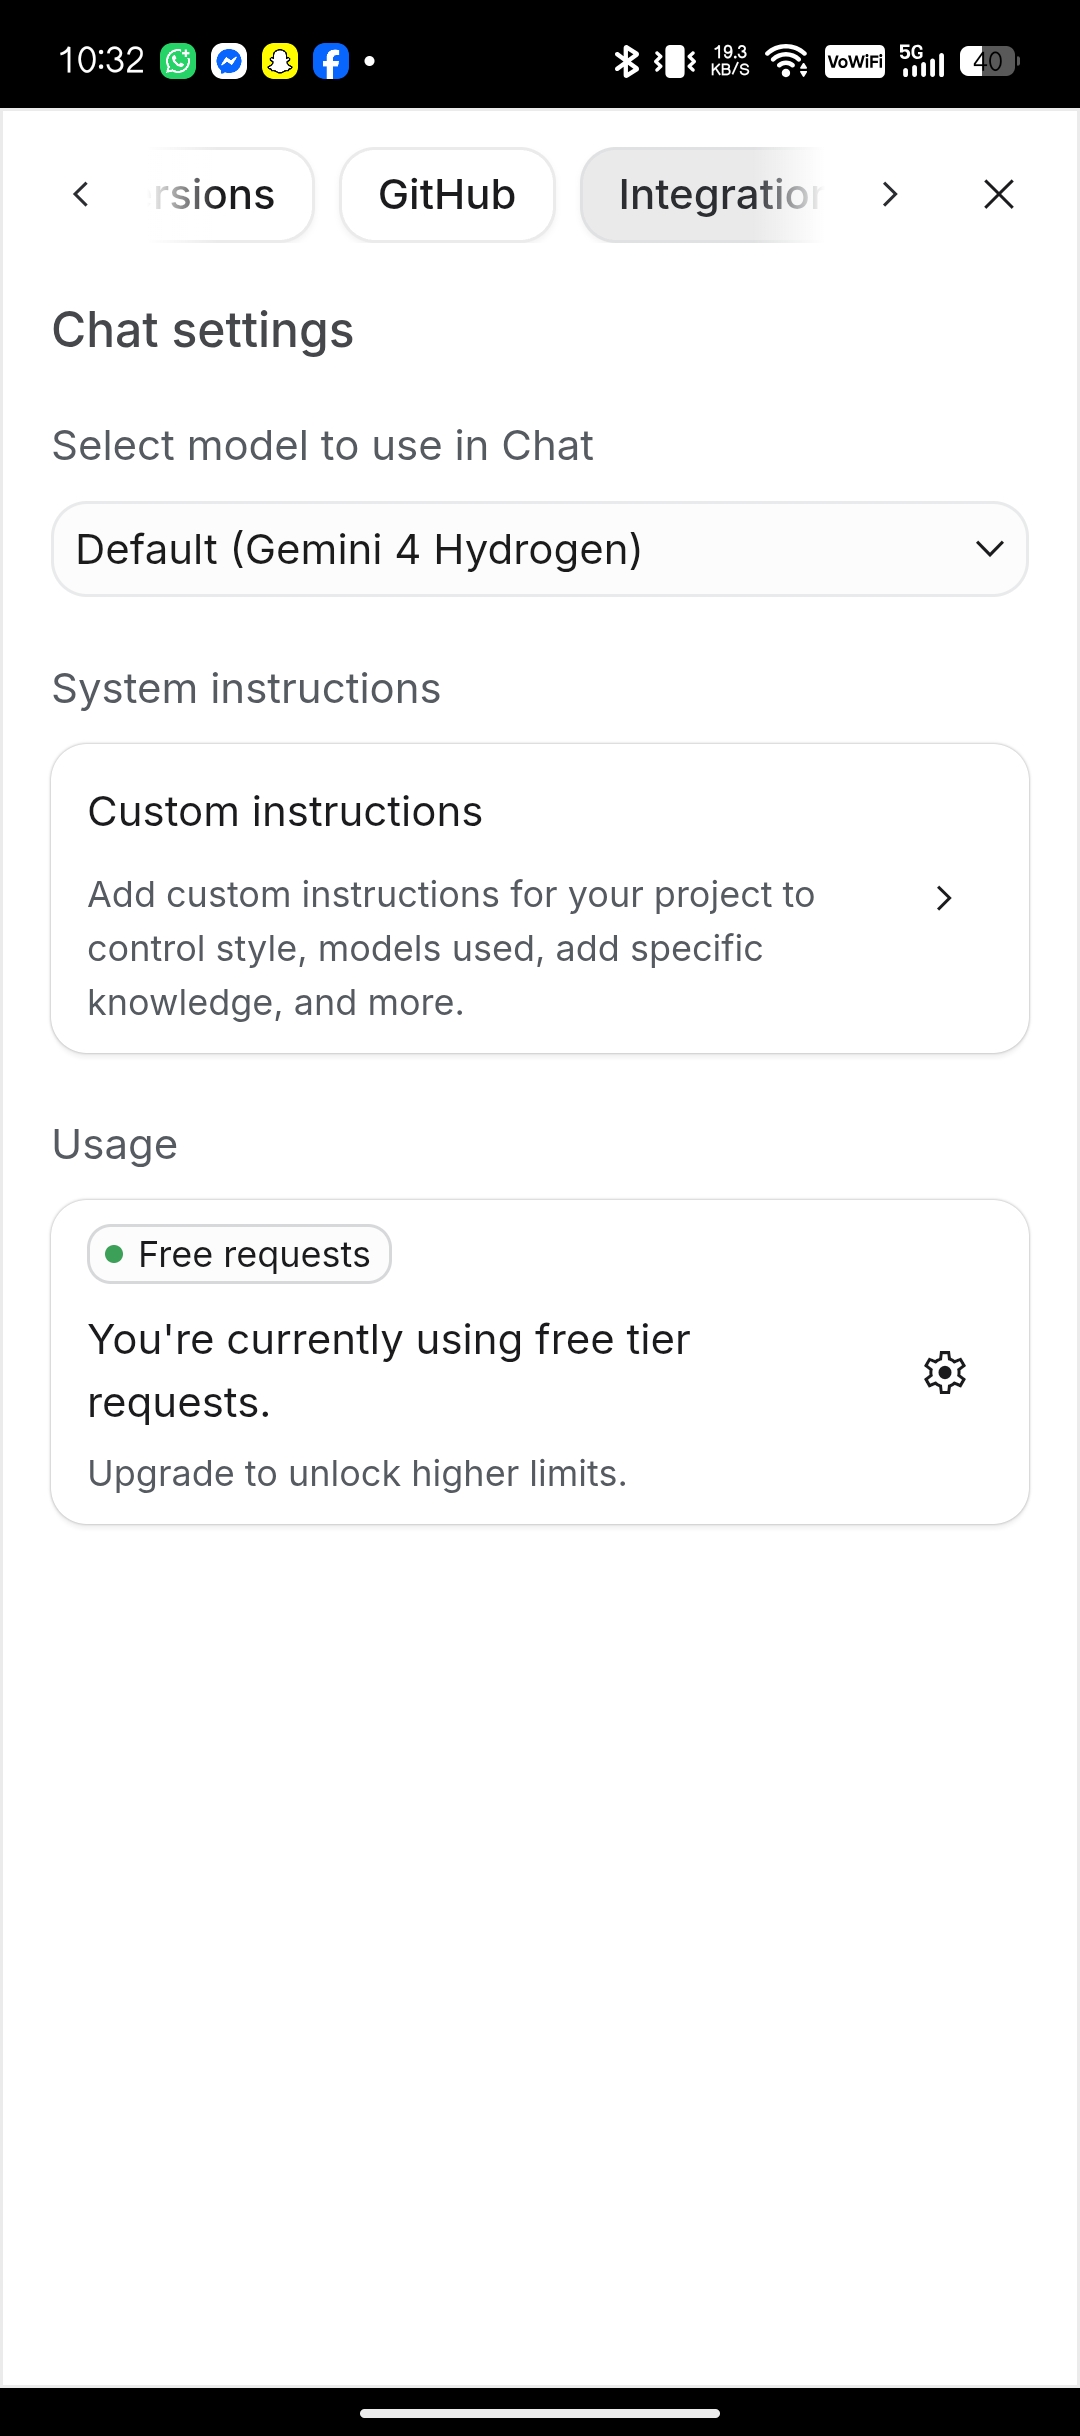 10:32
19.3
KB/S
VoWiFi
5G
40
rsions
GitHub
Integration
Chat settings
Select model to use in Chat
Default (Gemini 4 Hydrogen)
System instructions
Custom instructions
Add custom instructions for your project to
control style, models used, add specific
knowledge, and more.
Usage
Free requests
You're currently using free tier
requests.
Upgrade to unlock higher limits.